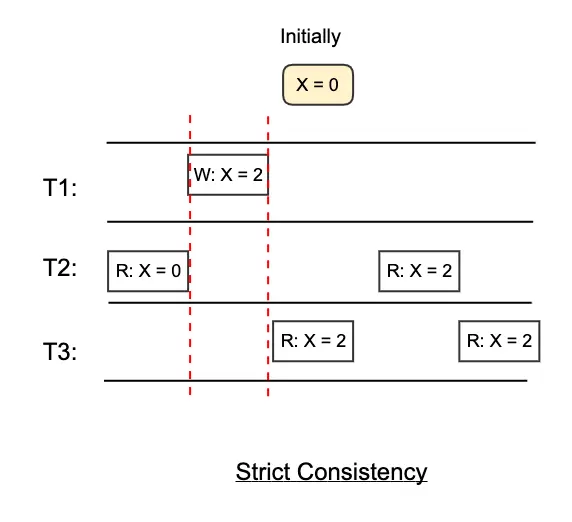 Initially
X = 0
T1:
W: X = 2
T2:
R: X = 0
R: X = 2
T3:
R: X = 2
R: X = 2
Strict Consistency